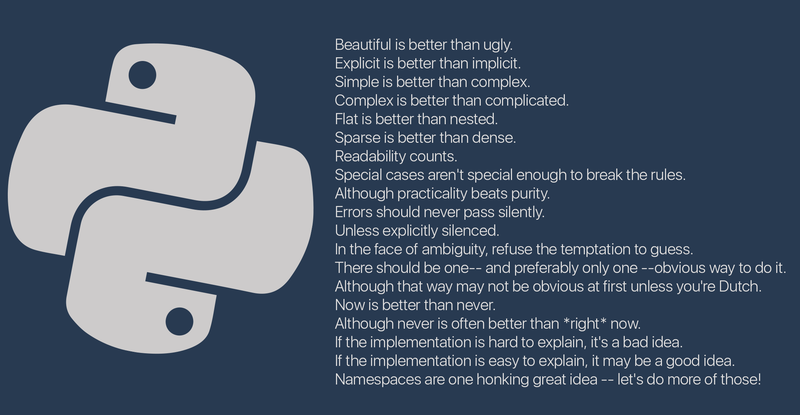 Beautiful is better than ugly.
Explicit is better than implicit.
Simple is better than complex.
Complex is better than complicated.
Flat is better than nested.
Sparse is better than dense.
Readability counts.
Special cases aren't special enough to break the rules.
Although practicality beats purity.
Errors should never pass silently.
Unless explicitly silenced.
In the face of ambiguity, refuse the temptation to guess.
There should be one-- and preferably only one --obvious way to do it.
Although that way may not be obvious at first unless you're Dutch.
Now is better than never.
Although never is often better than *right* now.
If the implementation is hard to explain, it's a bad idea.
If the implementation is easy to explain, it may be a good idea.
Namespaces are one honking great idea -- let's do more of those!